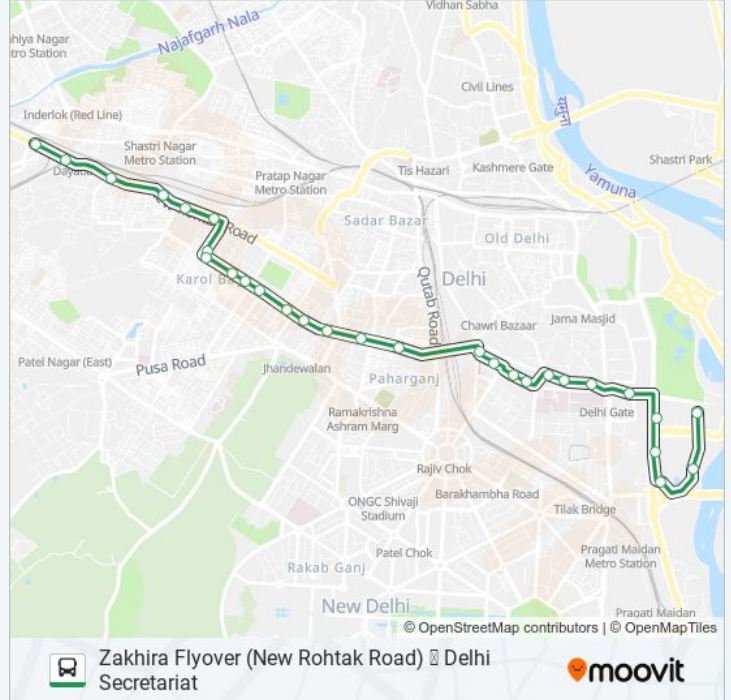 Vidhan Sabha
Najafgarh Nala
hiya Nagar
tro Station
Civil Lines
यमुना
Inderlok (Red Line)
Shastri Nagar
Metro Station
Tis Hazari
Kashmere Gate
Shastri Park
Pratap Nagar
Metro Station
Yamuna
Sadar Bazar
Road
Old Delhi
Karol B
Delhi
Qutab Road
Chawri Bazaar
Jama Masjid
Patel Nagar (East)
Pusa Road
Jhandewalan
Paharganj
Ramakrishna
Ashram Marg
Delhi Gate
Rajiv Chok
Barakhambha Road
ONGC Shivaji
Stadium
Tilak Bridge
Patel Chok
Pragati Maidan
Metro Station
Rakab Ganj
New Delhi
Pragati Maidan
© OpenStreetMap contributors | © OpenMapTiles
Zakhira Flyover (New Rohtak Road) Delhi
Secretariat
moovit